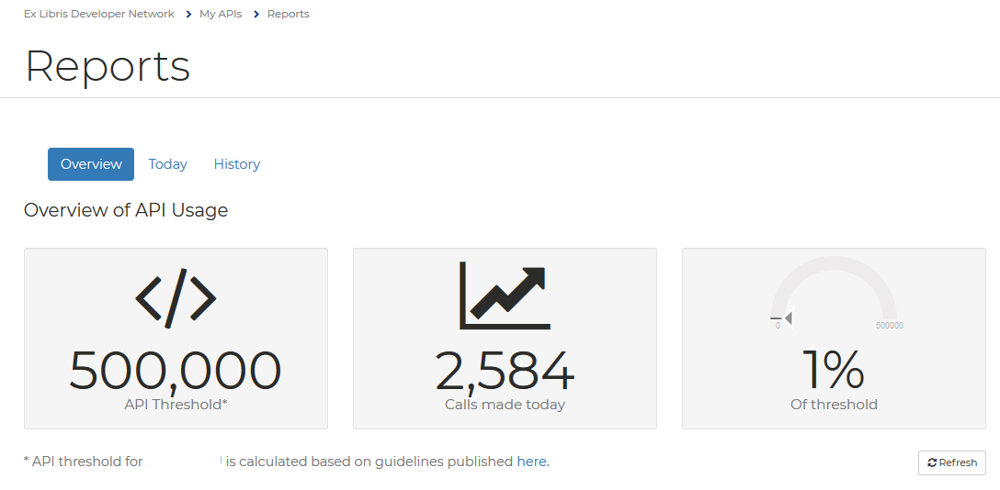 Ex Libris Developer Network > My APIs > Reports
Reports
Overview Today History
Overview of API Usage
</>
500,000
API Threshold*
2,584
Calls made today
0 500000
1%
Of threshold
* API threshold for is calculated based on guidelines published here.
Refresh